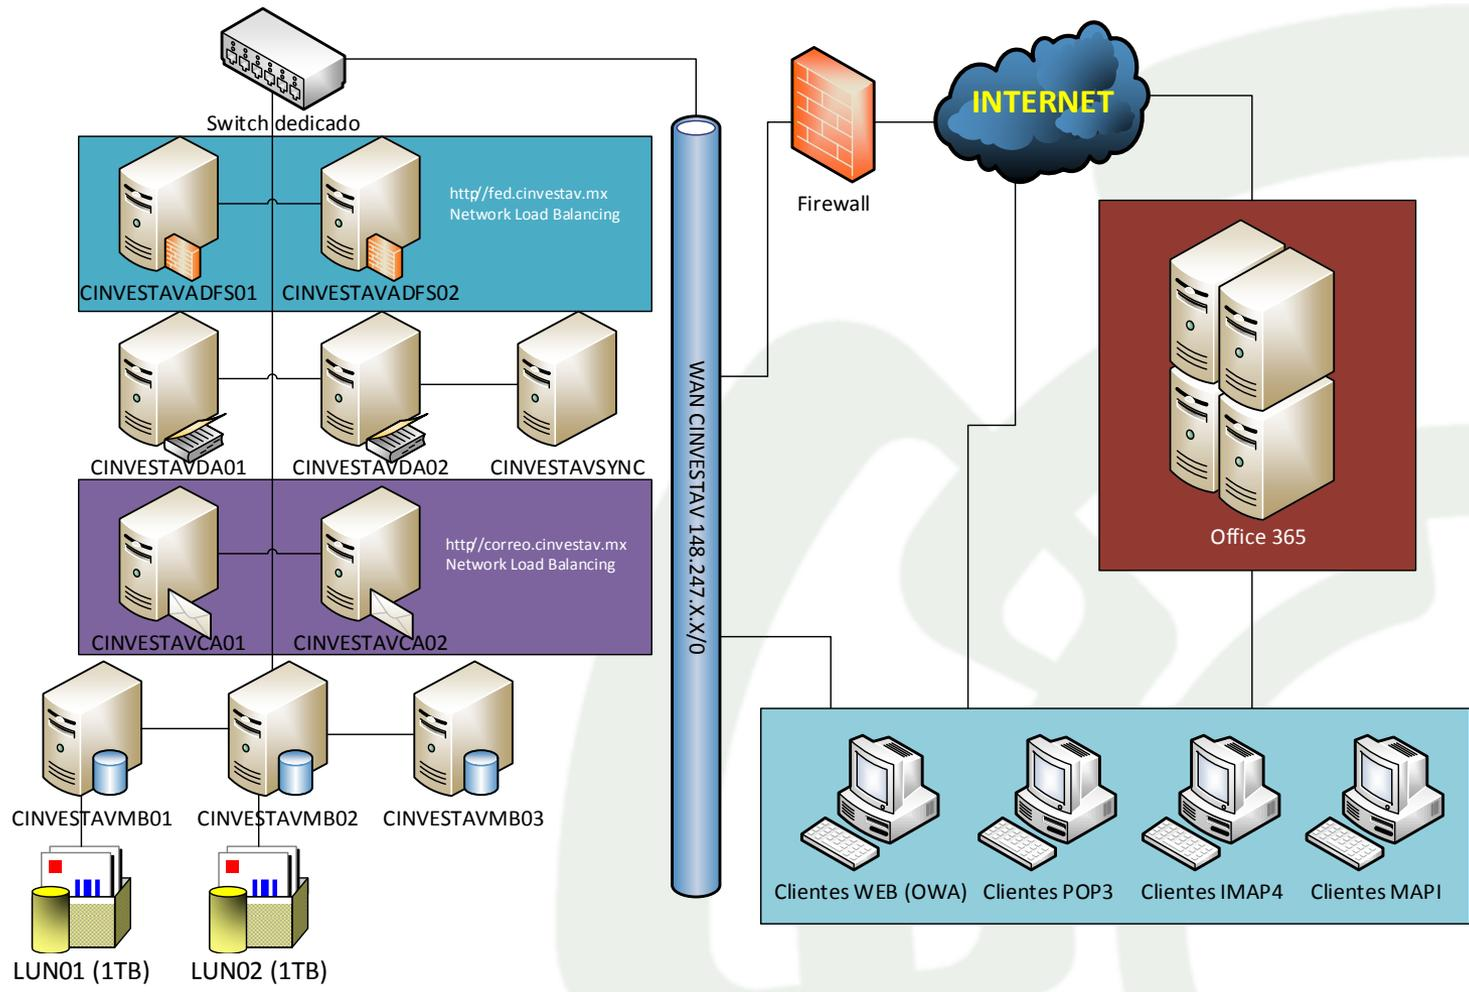 Switch dedicado
INTERNET
Firewall
http://fed.cinvestav.mx
Network Load Balancing
CINVESTAVADFS01
CINVESTAVADFS02
CINVESTAVDA01
CINVESTAVDA02
CINVESTAVSYNC
http://correo.cinvestav.mx
Network Load Balancing
CINVESTAVCA01
CINVESTAVCA02
WAN CINVESTAV 148.247.X.X/0
Office 365
CINVESTAVMB01
CINVESTAVMB02
CINVESTAVMB03
LUN01 (1TB)
LUN02 (1TB)
Clientes WEB (OWA)
Clientes POP3
Clientes IMAP4
Clientes MAPI